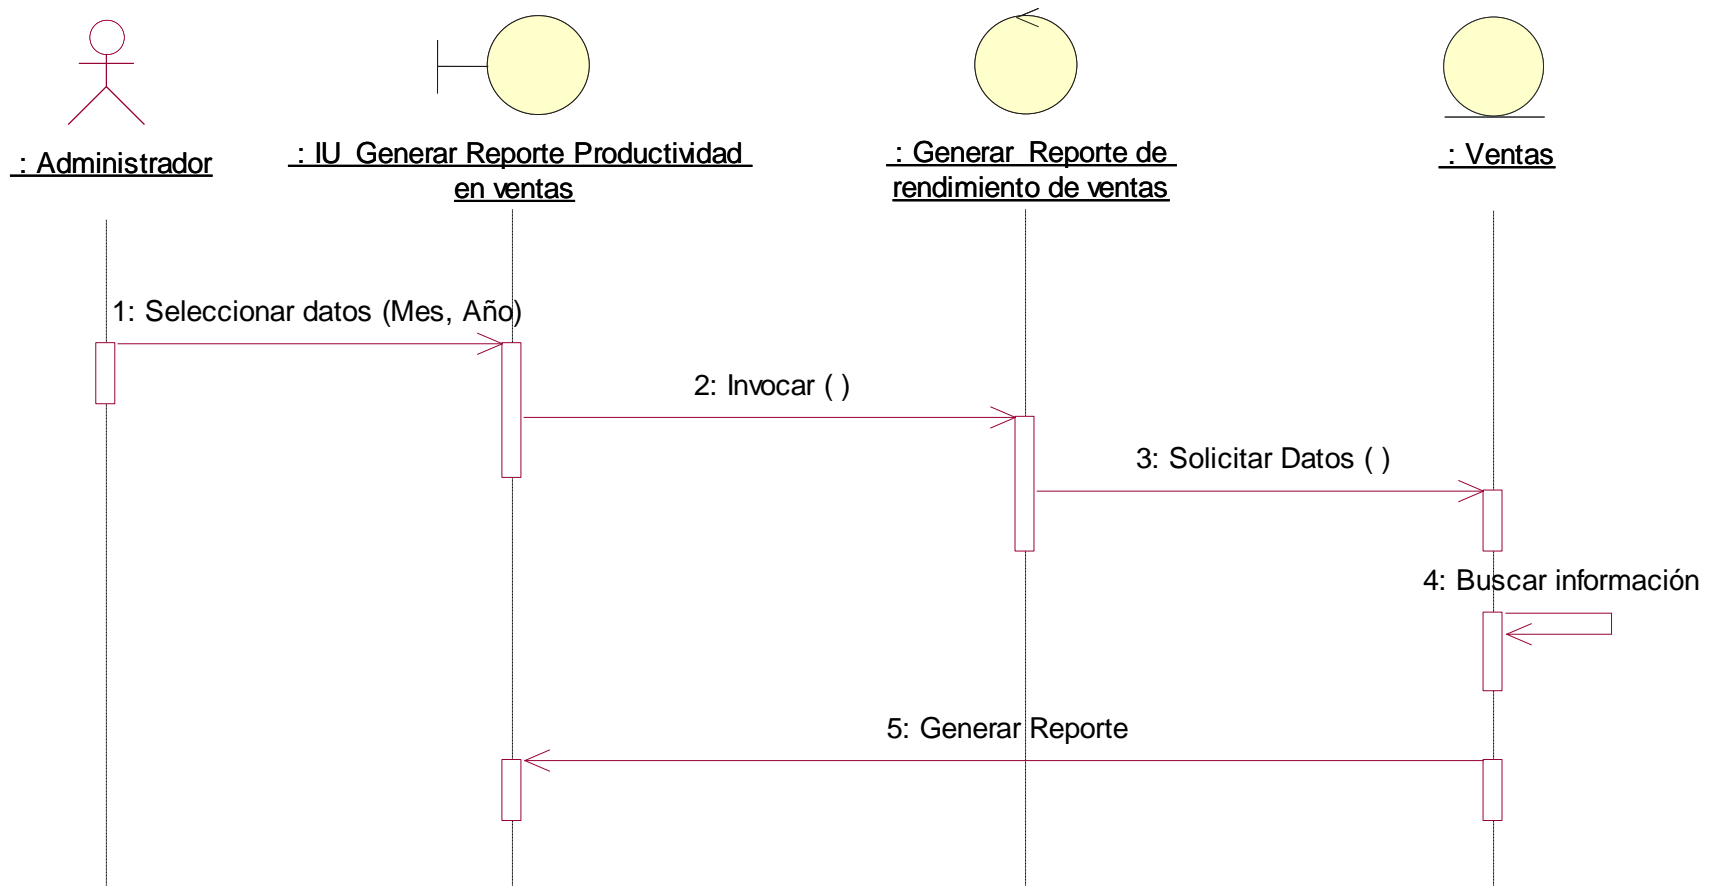 : Administrador
: IU Generar Reporte Productividad
en ventas
: Generar Reporte de
rendimiento de ventas
: Ventas
1: Seleccionar datos (Mes, Año)
2: Invocar ( )
3: Solicitar Datos ( )
4: Buscar información
5: Generar Reporte